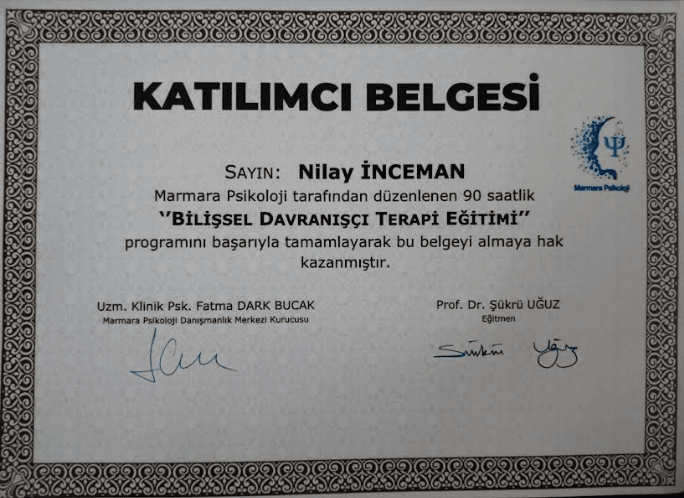 KATILIMCI BELGESİ
Ψ
Marmara Psikoloji
SAYIN: Nilay İNCEMAN
Marmara Psikoloji tarafından düzenlenen 90 saatlik
‘’BİLİŞSEL DAVRANIŞÇI TERAPİ EĞİTİMİ’’
programını başarıyla tamamlayarak bu belgeyi almaya hak
kazanmıştır.
Uzm. Klinik Psk. Fatma DARK BUCAK
Marmara Psikoloji Danışmanlık Merkezi Kurucusu
Prof. Dr. Şükrü UĞUZ
Eğitmen
Şükrü Uğuz